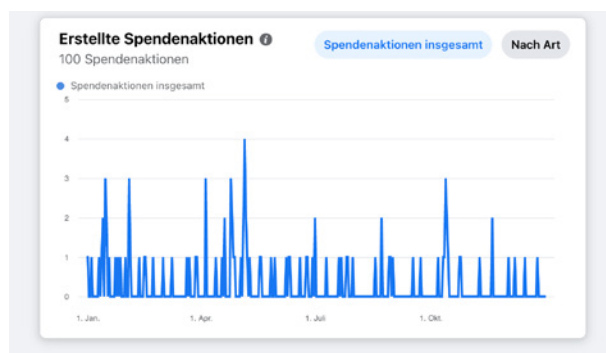 Erstellte Spendenaktionen
100 Spendenaktionen
Spendenaktionen insgesamt
Nach Art
Spendenaktionen insgesamt
5
4
3
2
1
0
1. Jan.
1. Apr.
1. Juli
1. Okt.